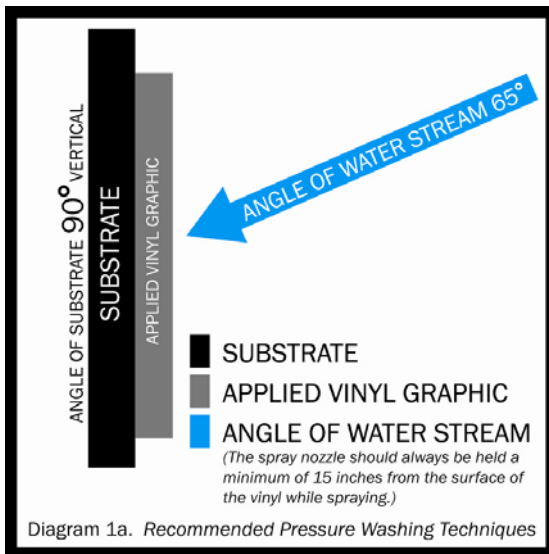 ANGLE OF SUBSTRATE 90° VERTICAL
SUBSTRATE
APPLIED VINYL GRAPHIC
ANGLE OF WATER STREAM 65°
SUBSTRATE
APPLIED VINYL GRAPHIC
ANGLE OF WATER STREAM
(The spray nozzle should always be held a
minimum of 15 inches from the surface of
the vinyl while spraying.)
Diagram 1a. Recommended Pressure Washing Techniques